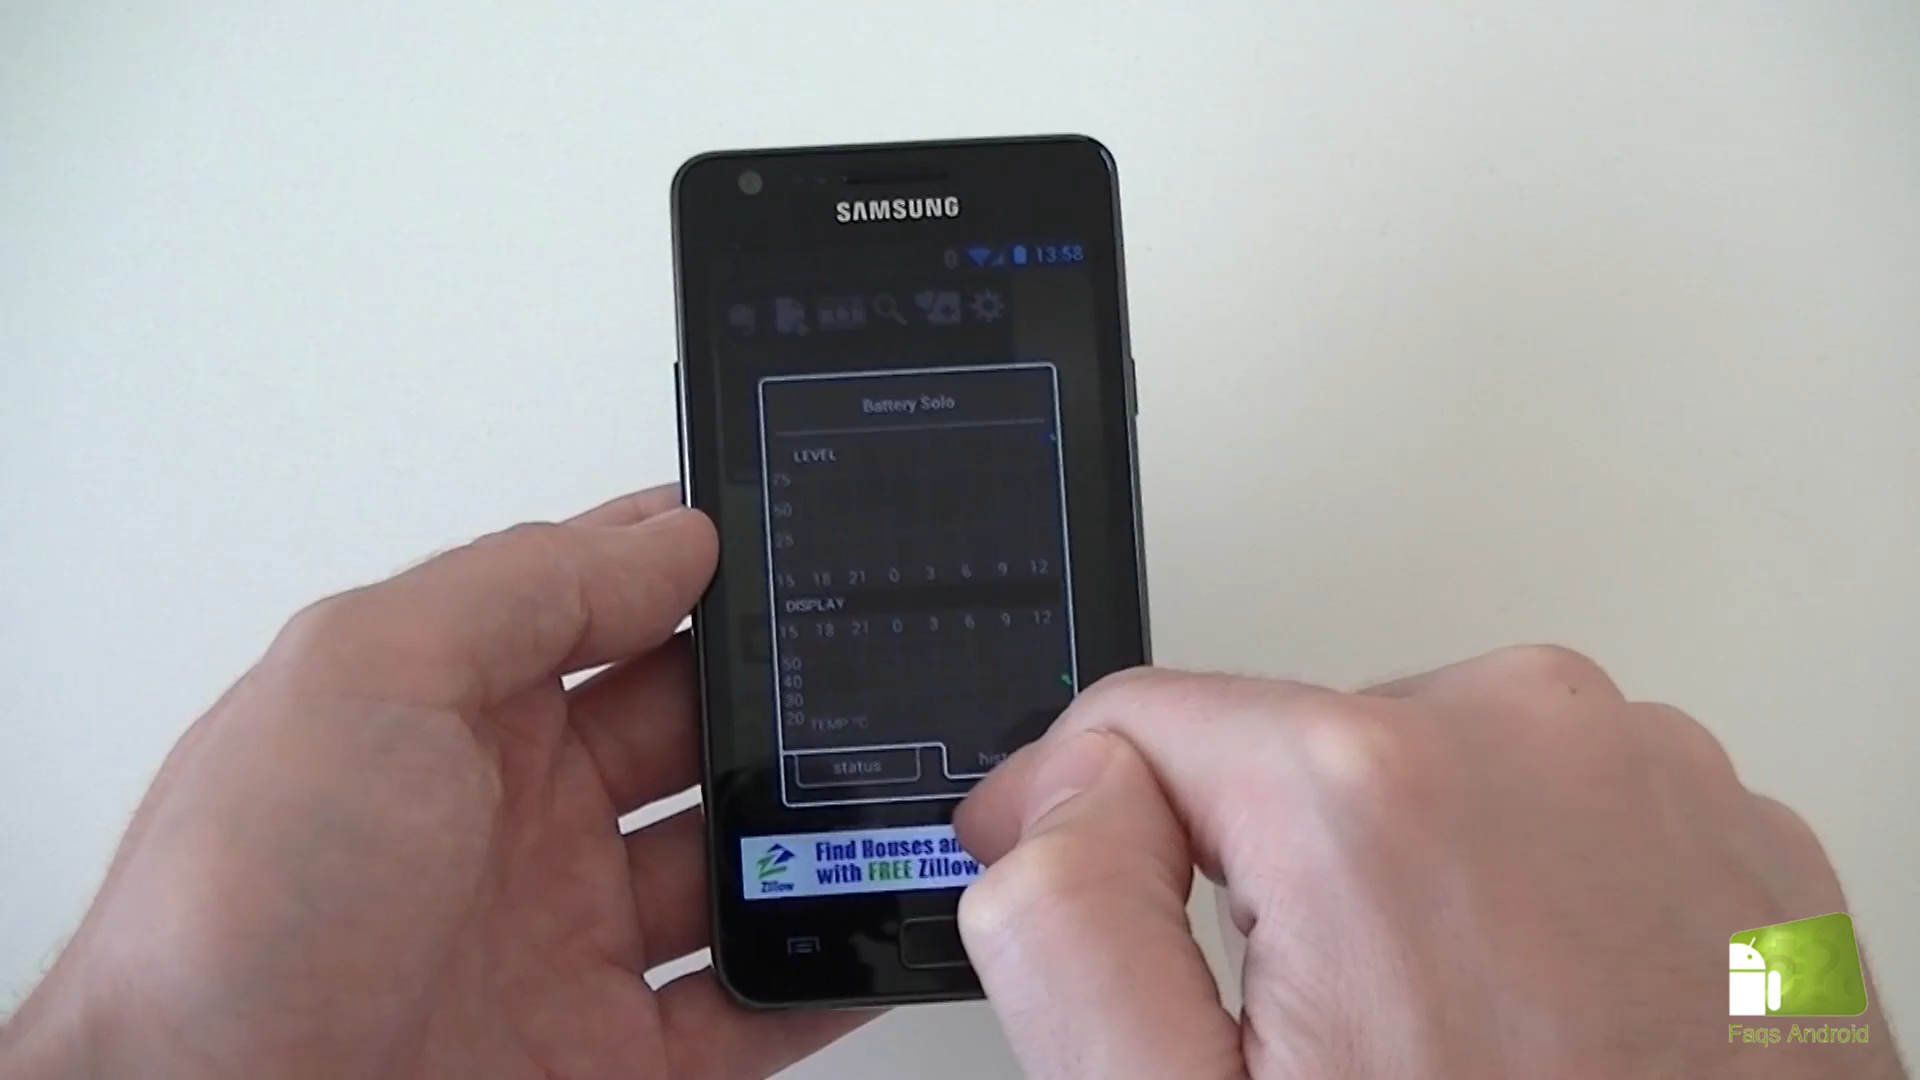 SAMSUNG
13:58
Battery Solo
LEVEL
75
50
25
15 18 21 0 3 6 9 12
DISPLAY
15 18 21 0 3 6 9 12
50
40
30
20 TEMP °C
status
Find Houses
with FREE Zillow
Zillow
Faqs Android